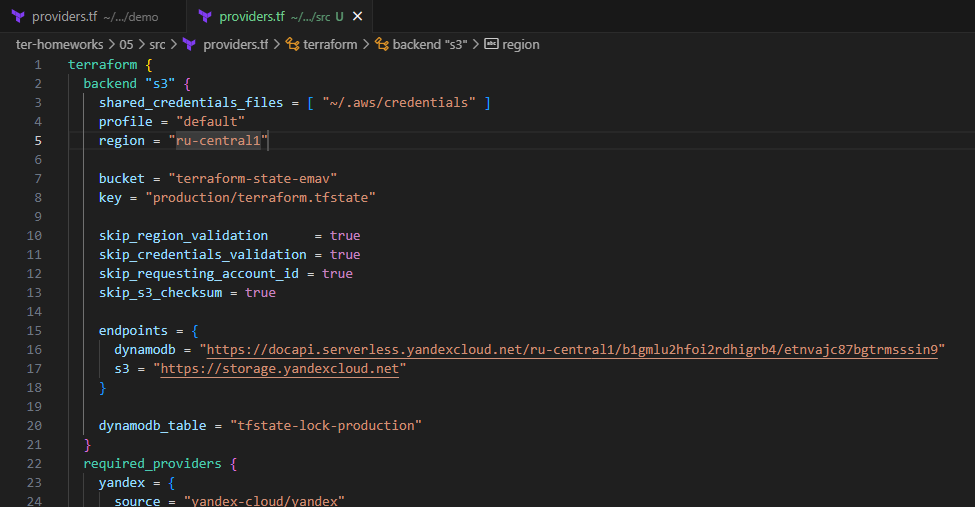 providers.tf ~/.../demo providers.tf ~/.../src U ×
ter-homeworks > 05 > src > providers.tf > terraform > backend "s3" > region
1 terraform {
2 backend "s3" {
3 shared_credentials_files = [ "~/.aws/credentials" ]
4 profile = "default"
5 region = "ru-central1"
6
7 bucket = "terraform-state-emav"
8 key = "production/terraform.tfstate"
9
10 skip_region_validation      = true
11 skip_credentials_validation = true
12 skip_requesting_account_id = true
13 skip_s3_checksum = true
14
15 endpoints = {
16 dynamodb = "https://docapi.serverless.yandexcloud.net/ru-central1/b1gmlu2hfoi2rdhigrb4/etnvajc87bgtrmsssin9"
17 s3 = "https://storage.yandexcloud.net"
18 }
19
20 dynamodb_table = "tfstate-lock-production"
21 }
22 required_providers {
23 yandex = {
24 source = "yandex-cloud/yandex"